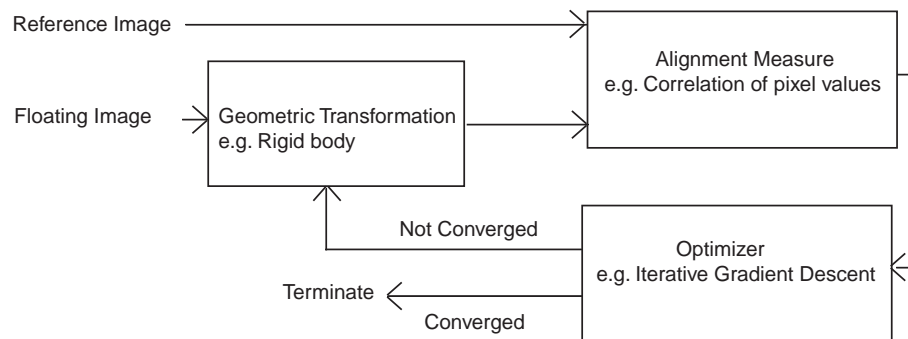 Reference Image
Alignment Measure
e.g. Correlation of pixel values
Floating Image
Geometric Transformation
e.g. Rigid body
Not Converged
Optimizer
e.g. Iterative Gradient Descent
Terminate
Converged